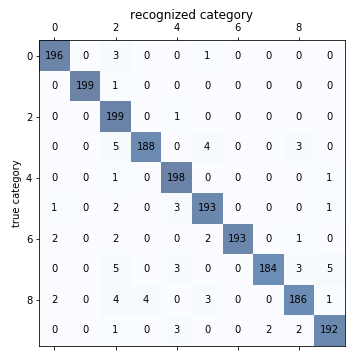 recognized category
0 2 4 6 8
0 196 0 3 0 0 1 0 0 0 0
0 199 1 0 0 0 0 0 0 0
2 0 0 199 0 1 0 0 0 0 0
0 0 5 188 0 4 0 0 3 0
4 0 0 1 0 198 0 0 0 0 1
1 0 2 0 3 193 0 0 0 1
6 2 0 2 0 0 2 193 0 1 0
0 0 5 0 3 0 0 184 3 5
8 2 0 4 4 0 3 0 0 186 1
0 0 1 0 3 0 0 2 2 192
true category